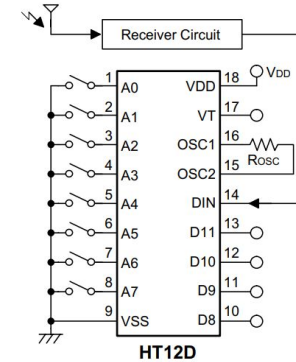 Receiver Circuit
1 A0 VDD 18 VDD
2 A1 VT 17
3 A2 OSC1 16
ROSC
4 A3 OSC2 15
5 A4 DIN 14
6 A5 D11 13
7 A6 D10 12
8 A7 D9 11
9 VSS D8 10
HT12D